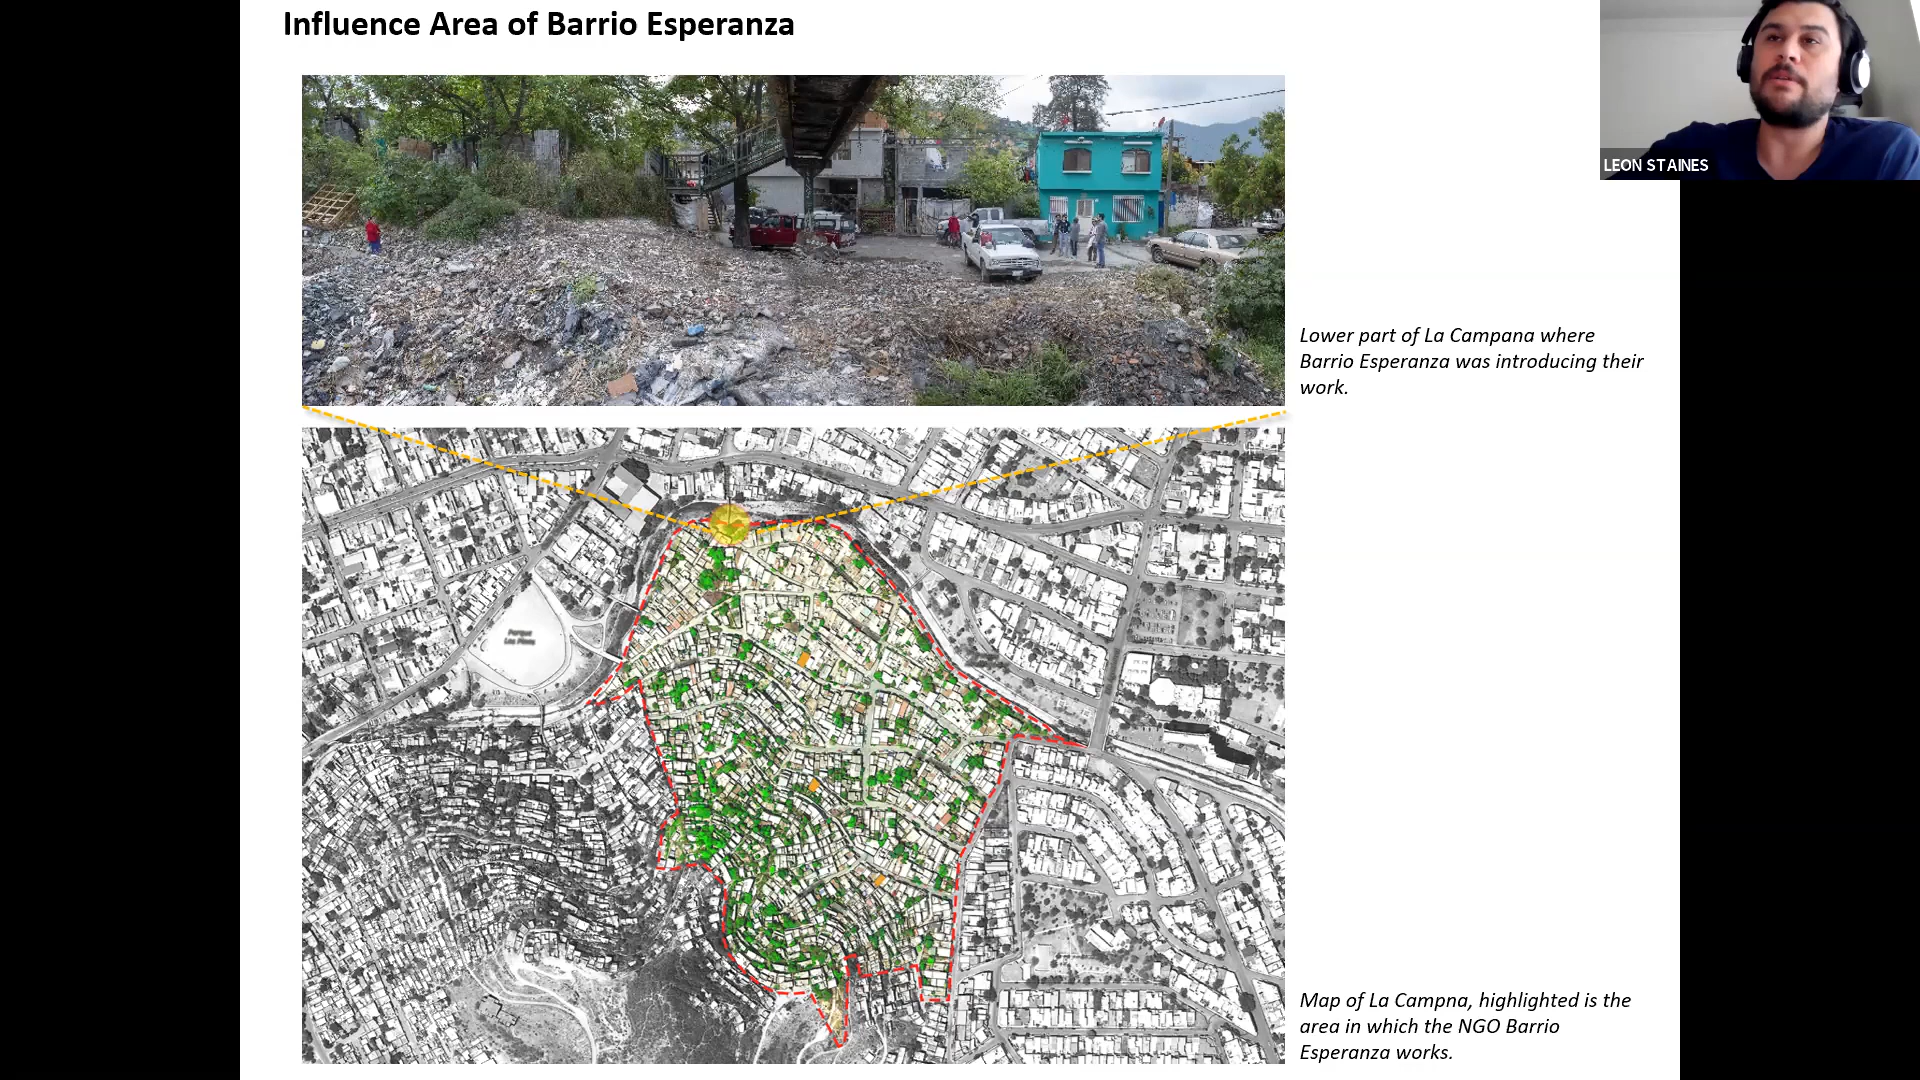 Influence Area of Barrio Esperanza
LEON STAINES
Lower part of La Campana where
Barrio Esperanza was introducing their
work.
Parque
Map of La Campna, highlighted is the
area in which the NGO Barrio
Esperanza works.